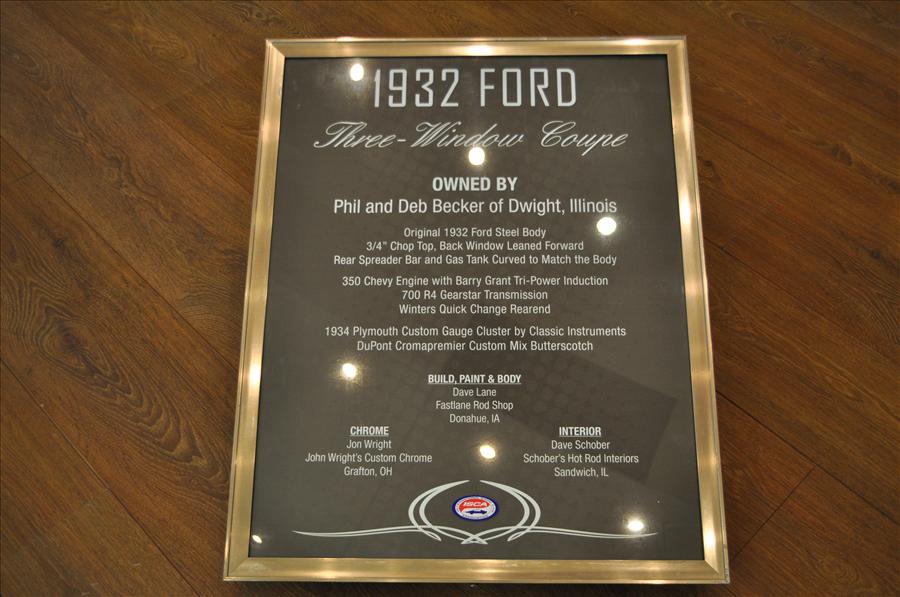 1932 FORD
Three-Window Coupe
OWNED BY
Phil and Deb Becker of Dwight, Illinois
Original 1932 Ford Steel Body
3/4" Chop Top, Back Window Leaned Forward
Rear Spreader Bar and Gas Tank Curved to Match the Body
350 Chevy Engine with Barry Grant Tri-Power Induction
700 R4 Gearstar Transmission
Winters Quick Change Rearend
1934 Plymouth Custom Gauge Cluster by Classic Instruments
DuPont Cromapremier Custom Mix Butterscotch
BUILD, PAINT & BODY
Dave Lane
Fastlane Rod Shop
Donahue, IA
CHROME
Jon Wright
John Wright's Custom Chrome
Grafton, OH
INTERIOR
Dave Schober
Schober's Hot Rod Interiors
Sandwich, IL
ISCA